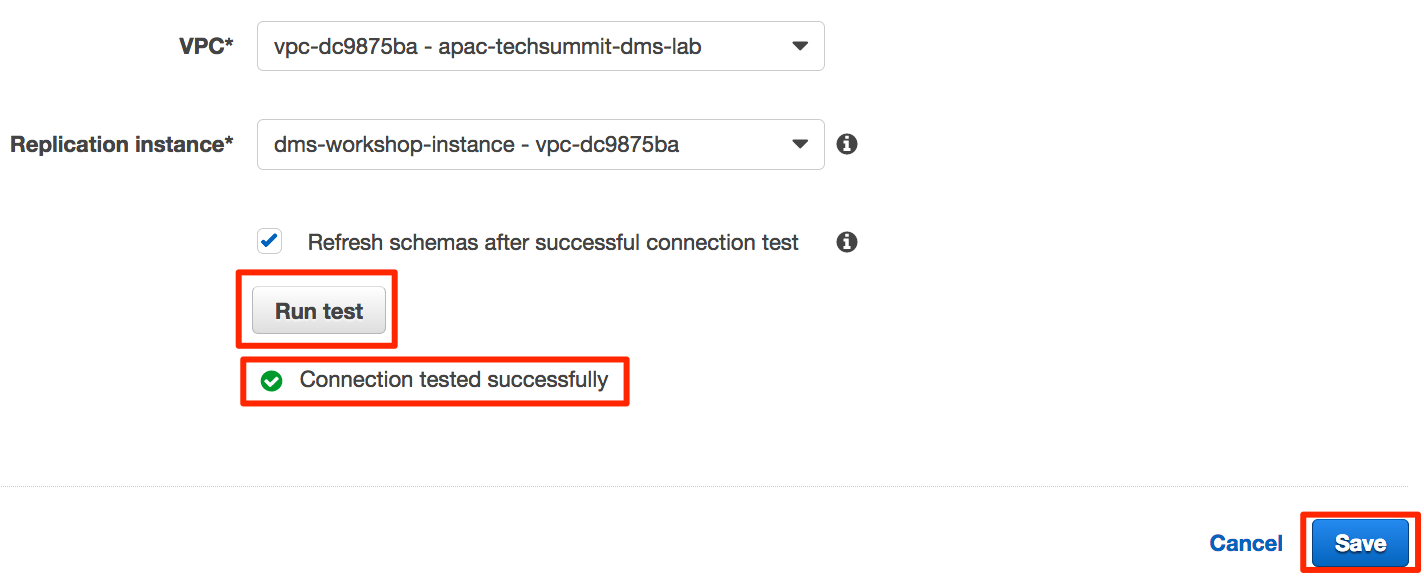 VPC* vpc-dc9875ba - apac-techsummit-dms-lab
Replication instance* dms-workshop-instance - vpc-dc9875ba
Refresh schemas after successful connection test
Run test
Connection tested successfully
Cancel Save